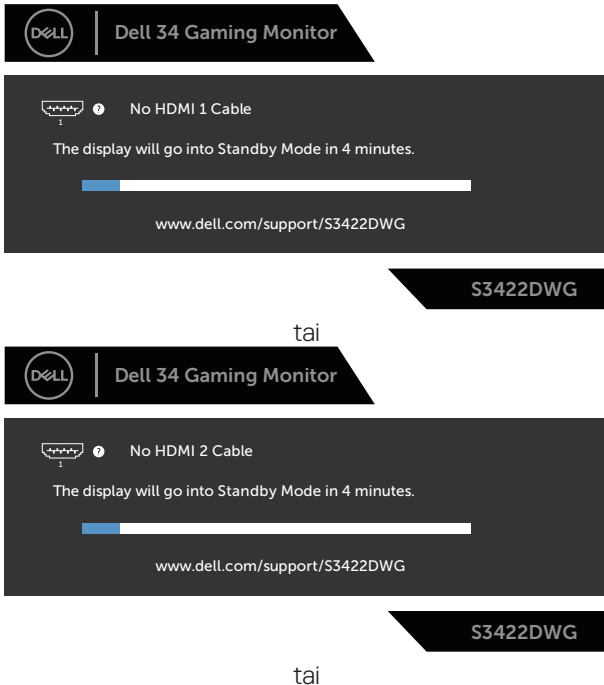 DELL
Dell 34 Gaming Monitor
? No HDMI 1 Cable
1
The display will go into Standby Mode in 4 minutes.
www.dell.com/support/S3422DWG
S3422DWG
tai
DELL
Dell 34 Gaming Monitor
? No HDMI 2 Cable
1
The display will go into Standby Mode in 4 minutes.
www.dell.com/support/S3422DWG
S3422DWG
tai